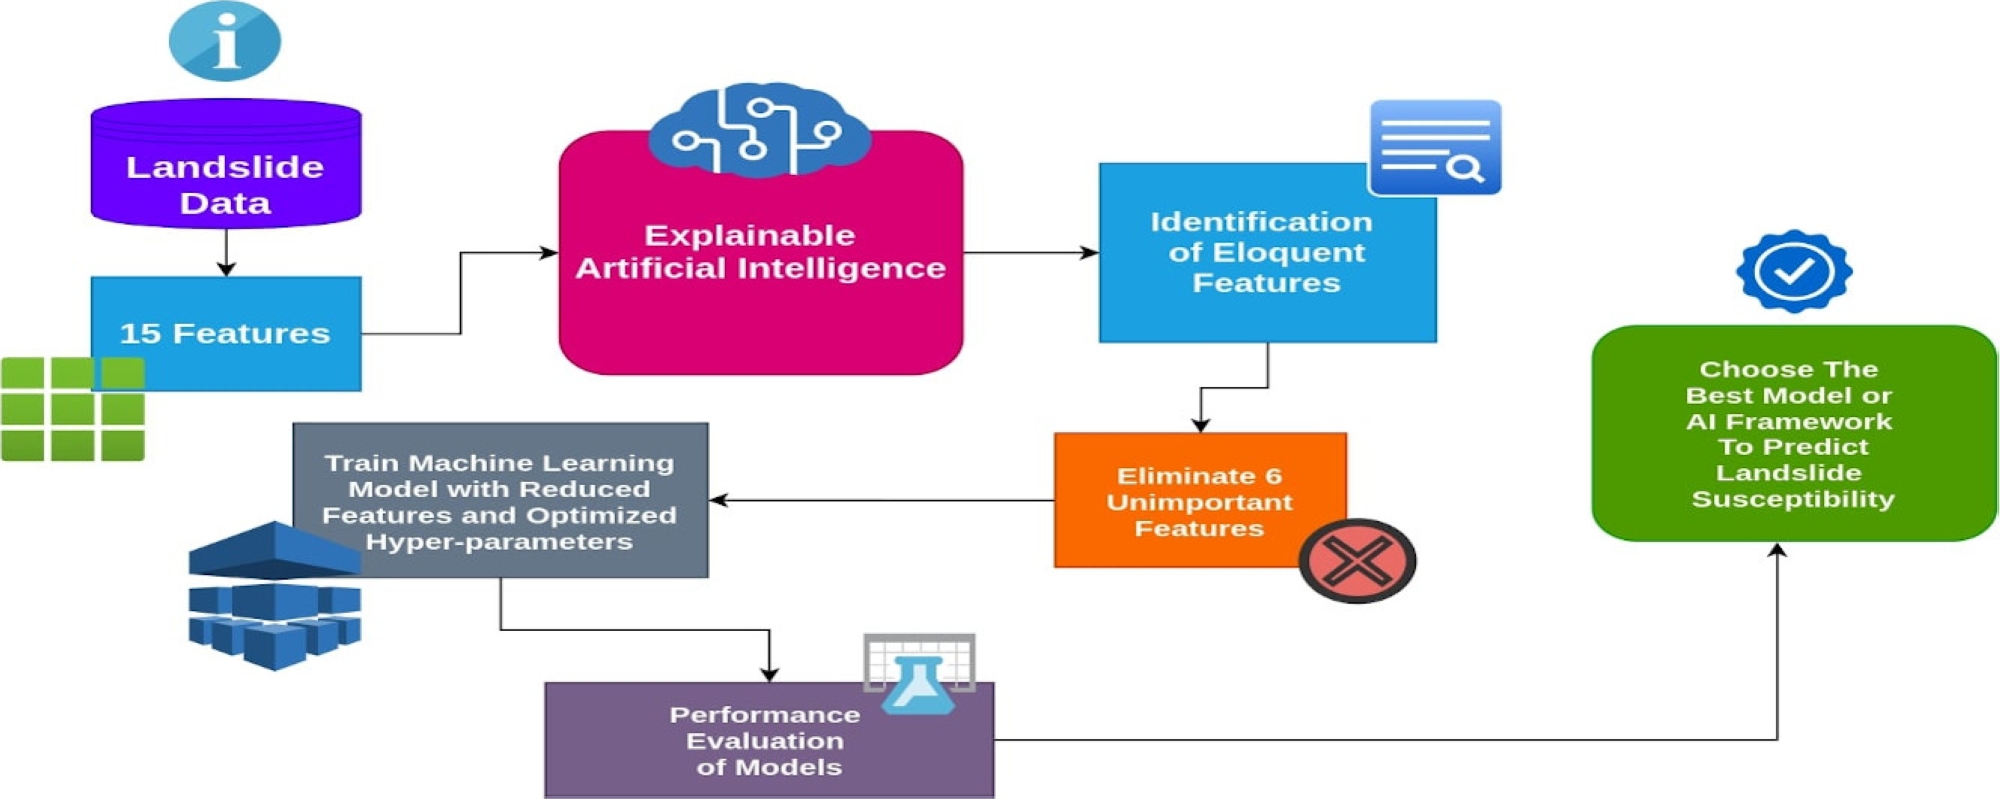 Landslide
Data
15 Features
Explainable
Artificial Intelligence
Identification
of Eloquent
Features
Eliminate 6
Unimportant
Features
Train Machine Learning
Model with Reduced
Features and Optimized
Hyper-parameters
Performance
Evaluation
of Models
Choose The
Best Model or
AI Framework
To Predict
Landslide
Susceptibility